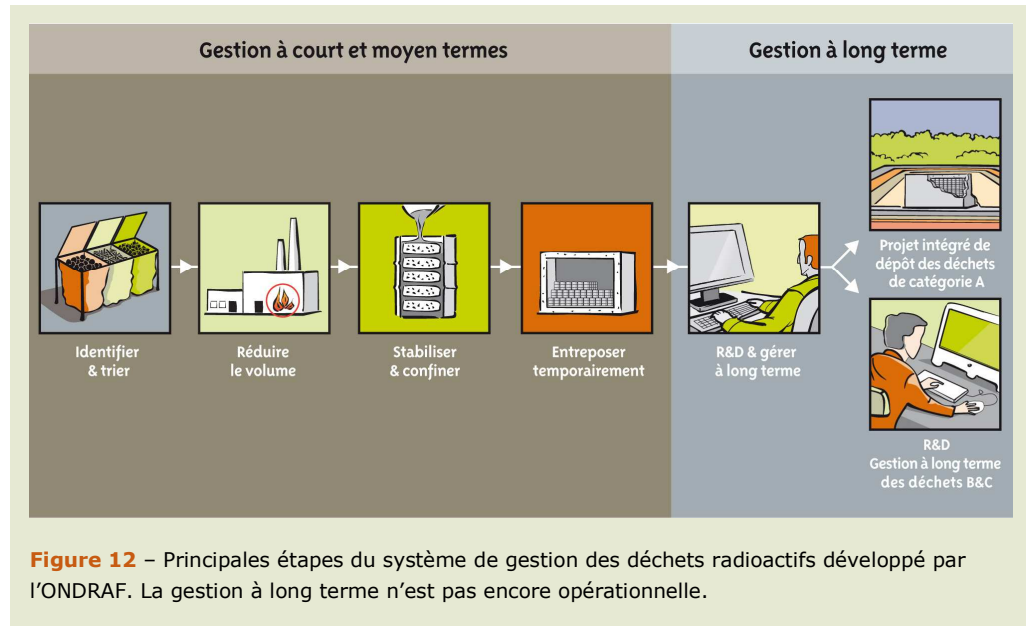 Gestion à court et moyen termes
Gestion à long terme
Identifier
& trier
Réduire
le volume
Stabiliser
& confiner
Entreposer
temporairement
R&D & gérer
à long terme
Projet intégré de
dépôt des déchets
de catégorie A
R&D
Gestion à long terme
des déchets B&C
Figure 12 – Principales étapes du système de gestion des déchets radioactifs développé par
l’ONDRAF. La gestion à long terme n’est pas encore opérationnelle.